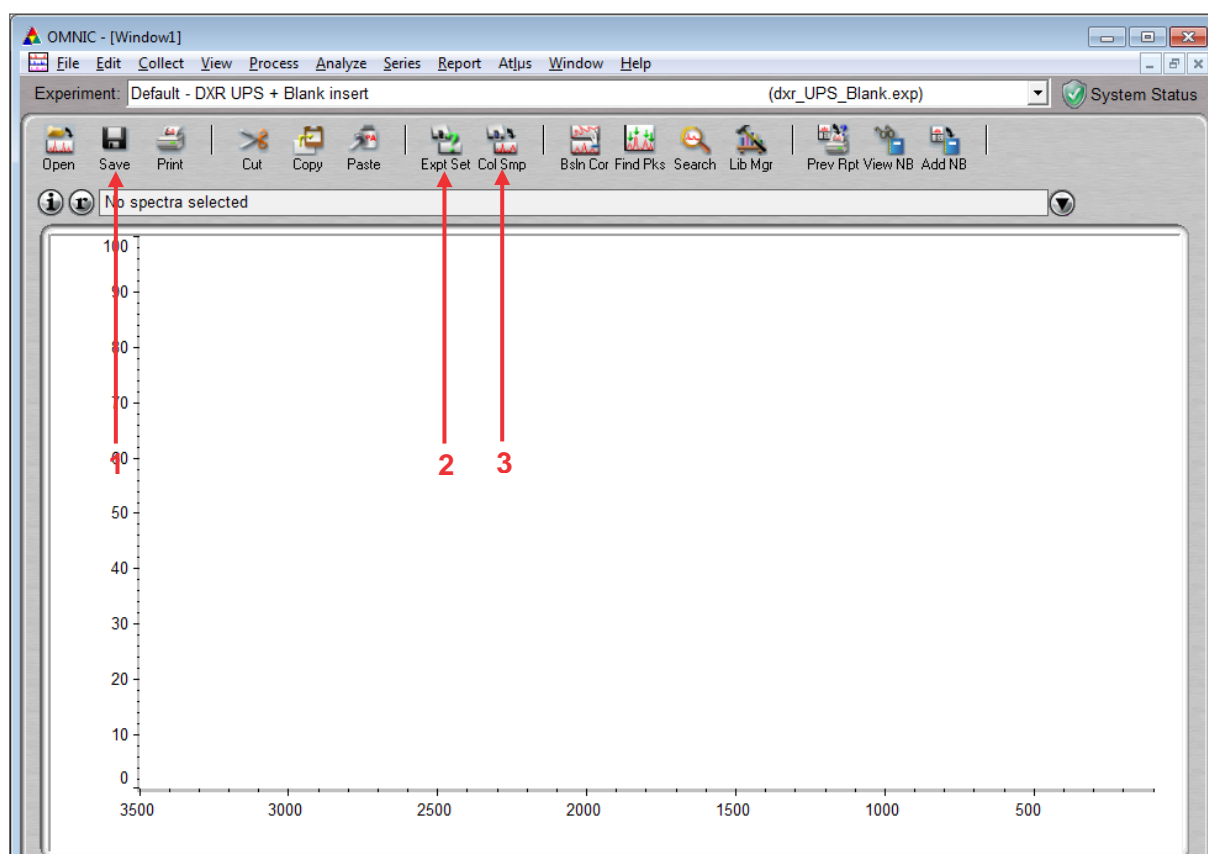 OMNIC - [Window1]
File Edit Collect View Process Analyze Series Report Atlμs Window Help
Experiment: Default - DXR UPS + Blank insert (dxr_UPS_Blank.exp) System Status
Open Save Print Cut Copy Paste Expt Set Col Smp Bsln Cor Find Pks Search Lib Mgr Prev Rpt View NB Add NB
No spectra selected
100
90
80
70
60
1 2 3
50
40
30
20
10
0
3500 3000 2500 2000 1500 1000 500